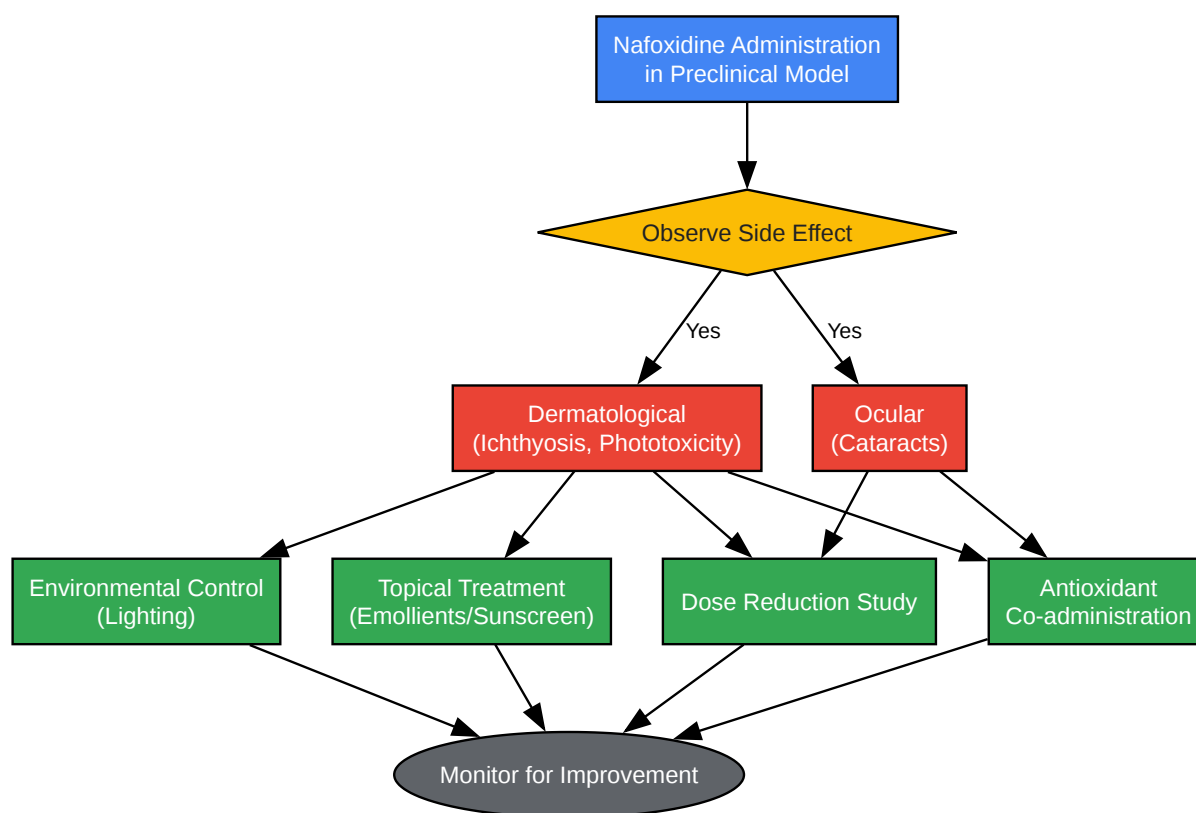 Nafoxidine Administration
in Preclinical Model
Observe Side Effect
Yes
Yes
Dermatological
(Ichthyosis, Phototoxicity)
Ocular
(Cataracts)
Environmental Control
(Lighting)
Topical Treatment
(Emollients/Sunscreen)
Dose Reduction Study
Antioxidant
Co-administration
Monitor for Improvement